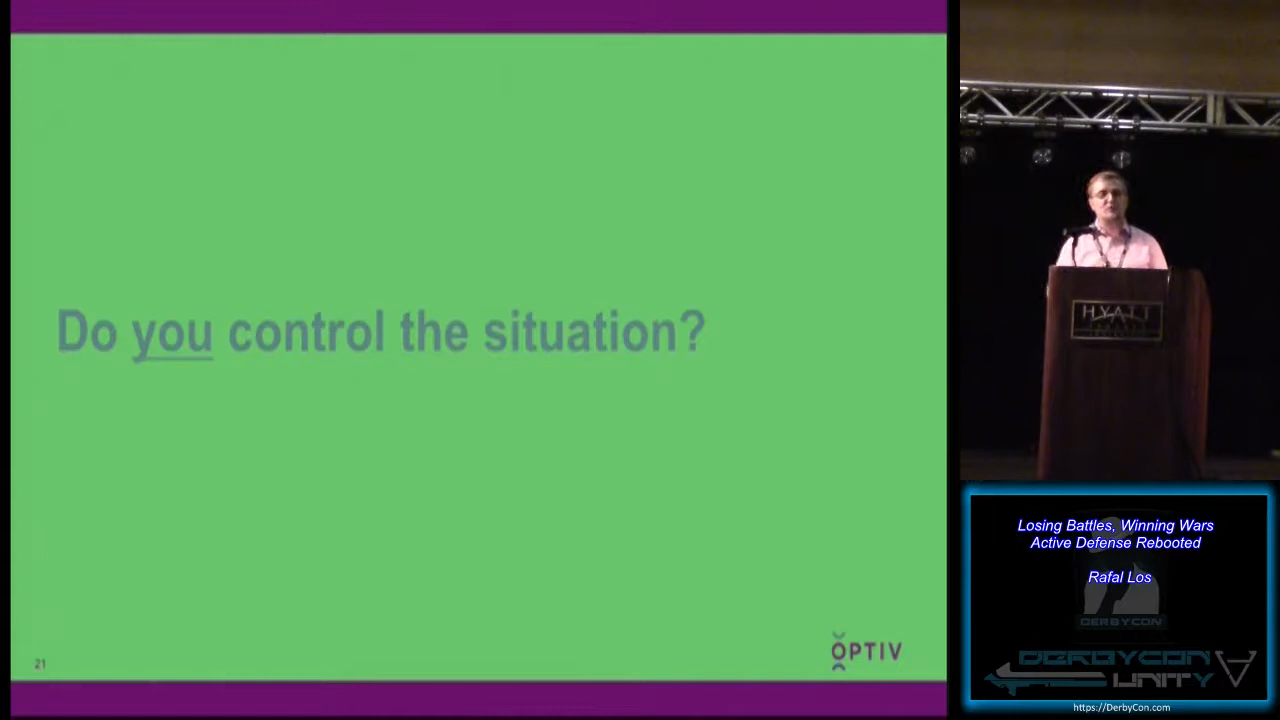 Do you control the situation?
21
OPTIV
HYATT
Losing Battles, Winning Wars
Active Defense Rebooted
Rafal Los
DERBYCON
DERBYCON
UNITY
https://DerbyCon.com